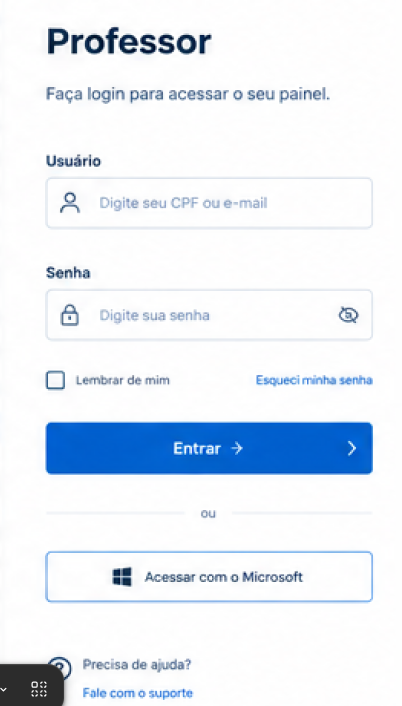 Professor
Faça login para acessar o seu painel.
Usuário
Digite seu CPF ou e-mail
Senha
Digite sua senha
Lembrar de mim
Esqueci minha senha
Entrar →
ou
Acessar com o Microsoft
Precisa de ajuda?
Fale com o suporte